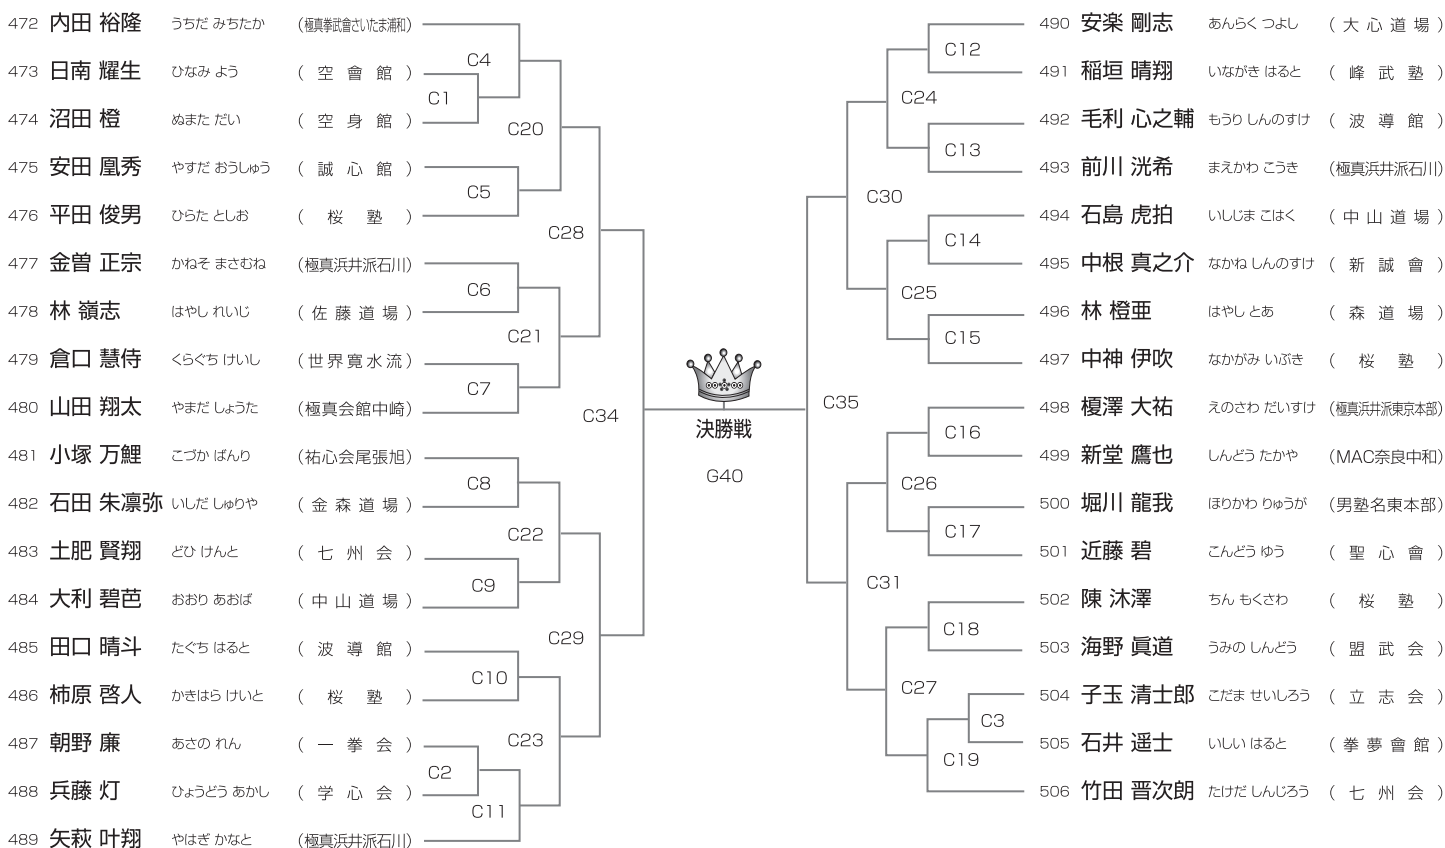 472 内田 裕隆 うちだ みちたか (極真拳武會さいたま浦和)
473 日南 耀生 ひなみ よう (空會館)
474 沼田 橙 ぬまた だい (空身館)
475 安田 凰秀 やすだ おうしゅう (誠心館)
476 平田 俊男 ひらた としお (桜塾)
477 金曽 正宗 かねそ まさむね (極真浜井派石川)
478 林 嶺志 はやし れいじ (佐藤道場)
479 倉口 慧侍 くらぐち けいし (世界寛水流)
480 山田 翔太 やまだ しょうた (極真会館中崎)
481 小塚 万鯉 こづか ばんり (祐心会尾張旭)
482 石田 朱凛弥 いしだ しゅりや (金森道場)
483 土肥 賢翔 どひ けんと (七州会)
484 大利 碧芭 おおり あおば (中山道場)
485 田口 晴斗 たぐち はると (波導館)
486 柿原 啓人 かきはら けいと (桜塾)
487 朝野 廉 あさの れん (一拳会)
488 兵藤 灯 ひょうどう あかし (学心会)
489 矢萩 叶翔 やはぎ かなと (極真浜井派石川)
C4
C1
C20
C5
C28
C6
C21
C7
C34
C8
C22
C9
C29
C10
C23
C2
C11
決勝戦
G40
C12
C24
C13
C30
C14
C25
C15
C35
C16
C26
C17
C31
C18
C27
C3
C19
490 安楽 剛志 あんらく つよし (大心道場)
491 稲垣 晴翔 いながき はると (峰武塾)
492 毛利 心之輔 もうり しんのすけ (波導館)
493 前川 洸希 まえかわ こうき (極真浜井派石川)
494 石島 虎拍 いしじま こはく (中山道場)
495 中根 真之介 なかね しんのすけ (新誠會)
496 林 橙亜 はやし とあ (森道場)
497 中神 伊吹 なかがみ いぶき (桜塾)
498 榎澤 大祐 えのさわ だいすけ (極真浜井派東京本部)
499 新堂 鷹也 しんどう たかや (MAC奈良中和)
500 堀川 龍我 ほりかわ りゅうが (男塾名東本部)
501 近藤 碧 こんどう ゆう (聖心會)
502 陳 沐澤 ちん もくさわ (桜塾)
503 海野 眞道 うみの しんどう (盟武会)
504 子玉 清士郎 こだま せいしろう (立志会)
505 石井 遥士 いしい はると (拳夢會館)
506 竹田 晋次朗 たけだ しんじろう (七州会)